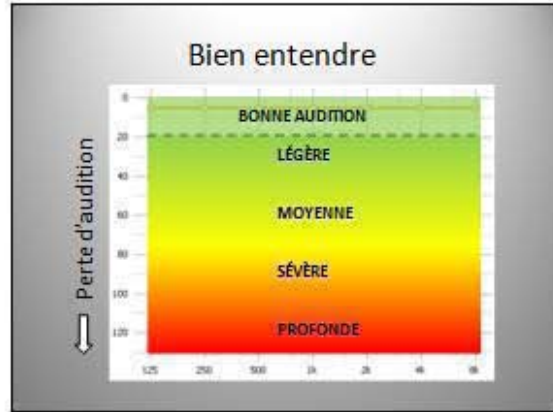 Bien entendre
0
BONNE AUDITION
20
LÉGÈRE
40
MOYENNE
60
80
SÉVÈRE
100
PROFONDE
120
Perte d'audition
125 250 500 1k 2k 4k 8k